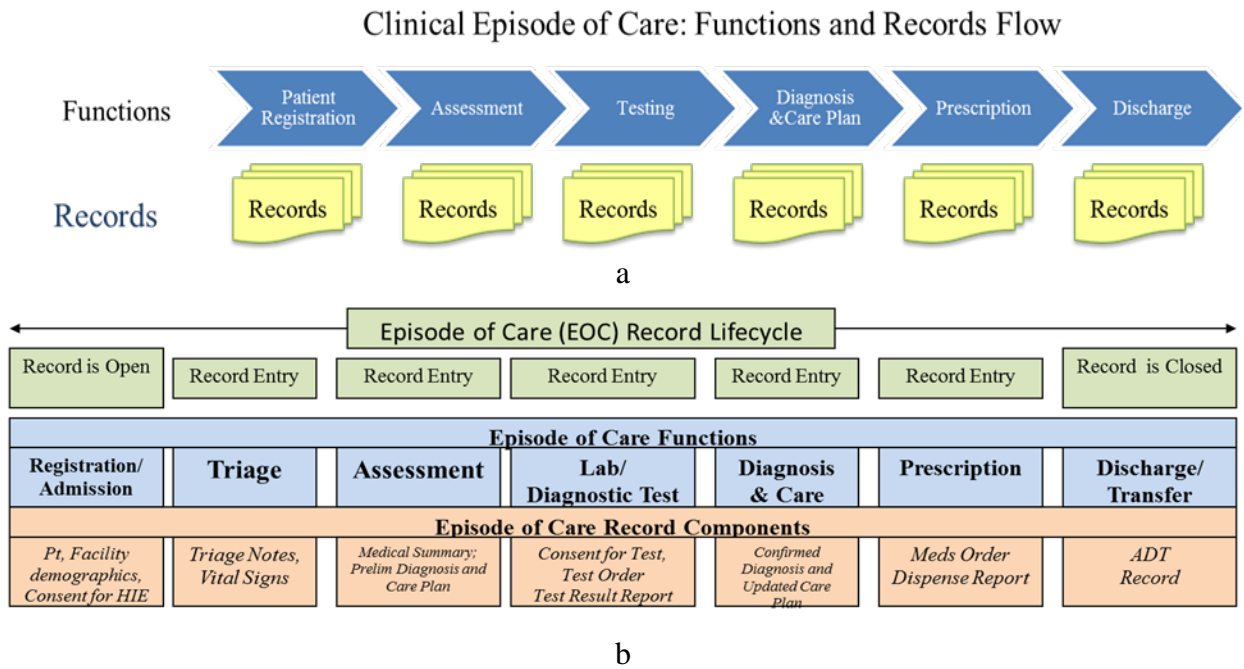 Clinical Episode of Care: Functions and Records Flow
Functions
Patient
Registration
Assessment
Testing
Diagnosis
&Care Plan
Prescription
Discharge
Records
Records
Records
Records
Records
Records
Records
a
Episode of Care (EOC) Record Lifecycle
Record is Open
Record Entry
Record Entry
Record Entry
Record Entry
Record Entry
Record is Closed
Episode of Care Functions
Registration/
Admission
Triage
Assessment
Lab/
Diagnostic Test
Diagnosis
& Care
Prescription
Discharge/
Transfer
Episode of Care Record Components
Pt, Facility
demographics,
Consent for HIE
Triage Notes,
Vital Signs
Medical Summary;
Prelim Diagnosis and
Care Plan
Consent for Test,
Test Order
Test Result Report
Confirmed
Diagnosis and
Updated Care
Plan
Meds Order
Dispense Report
ADT
Record
b